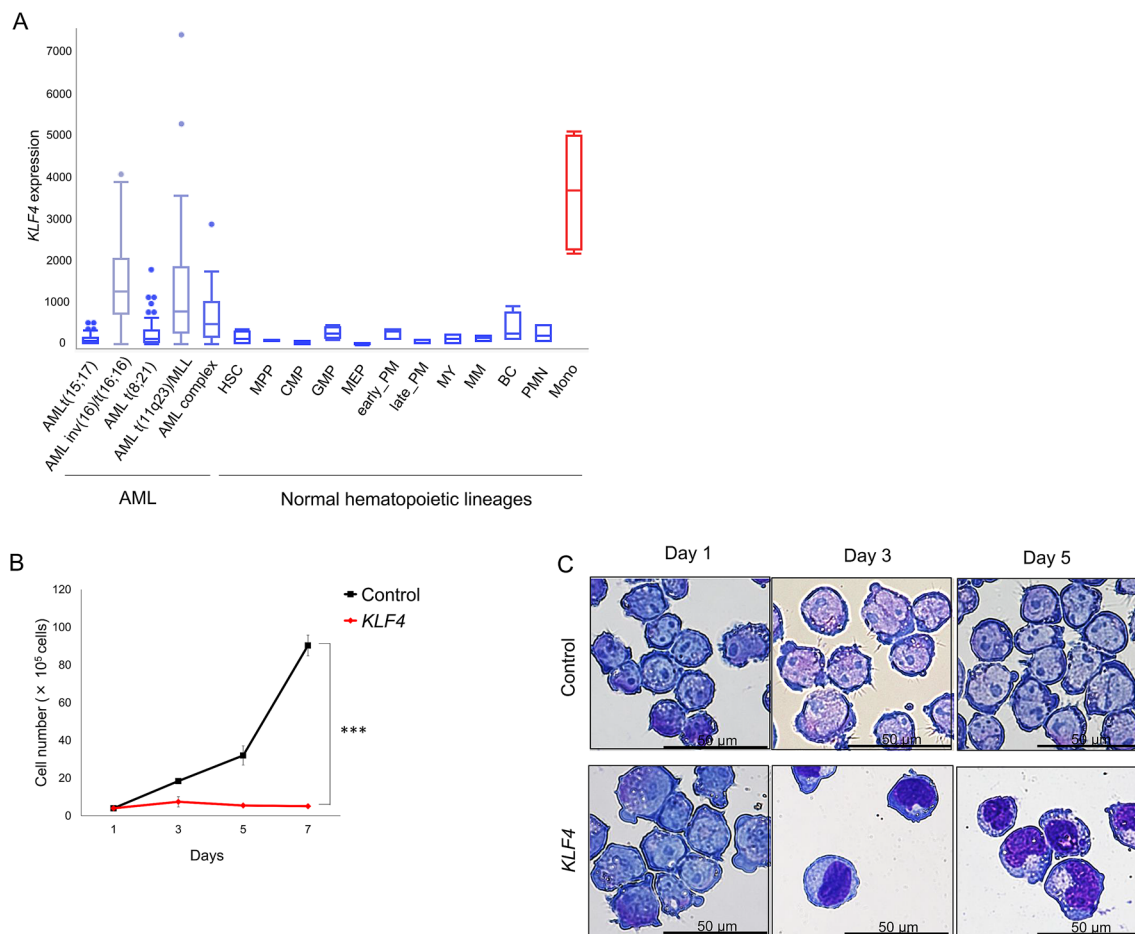 A
7000
6000
5000
4000
3000
2000
1000
0
KLF4 expression
AMLt(15;17)
AML inv(16)/t(16;16)
AML t(8;21)
AML t(11q23)/MLL
AML complex
HSC
MPP
CMP
GMP
MEP
early_PM
late_PM
MY
MM
BC
PMN
Mono
AML
Normal hematopoietic lineages
B
120
100
80
60
40
20
0
Cell number (× 10⁵ cells)
1
3
5
7
Days
Control
KLF4
***
C
Day 1
Day 3
Day 5
Control
50 µm
50 µm
50 µm
KLF4
50 µm
50 µm
50 µm